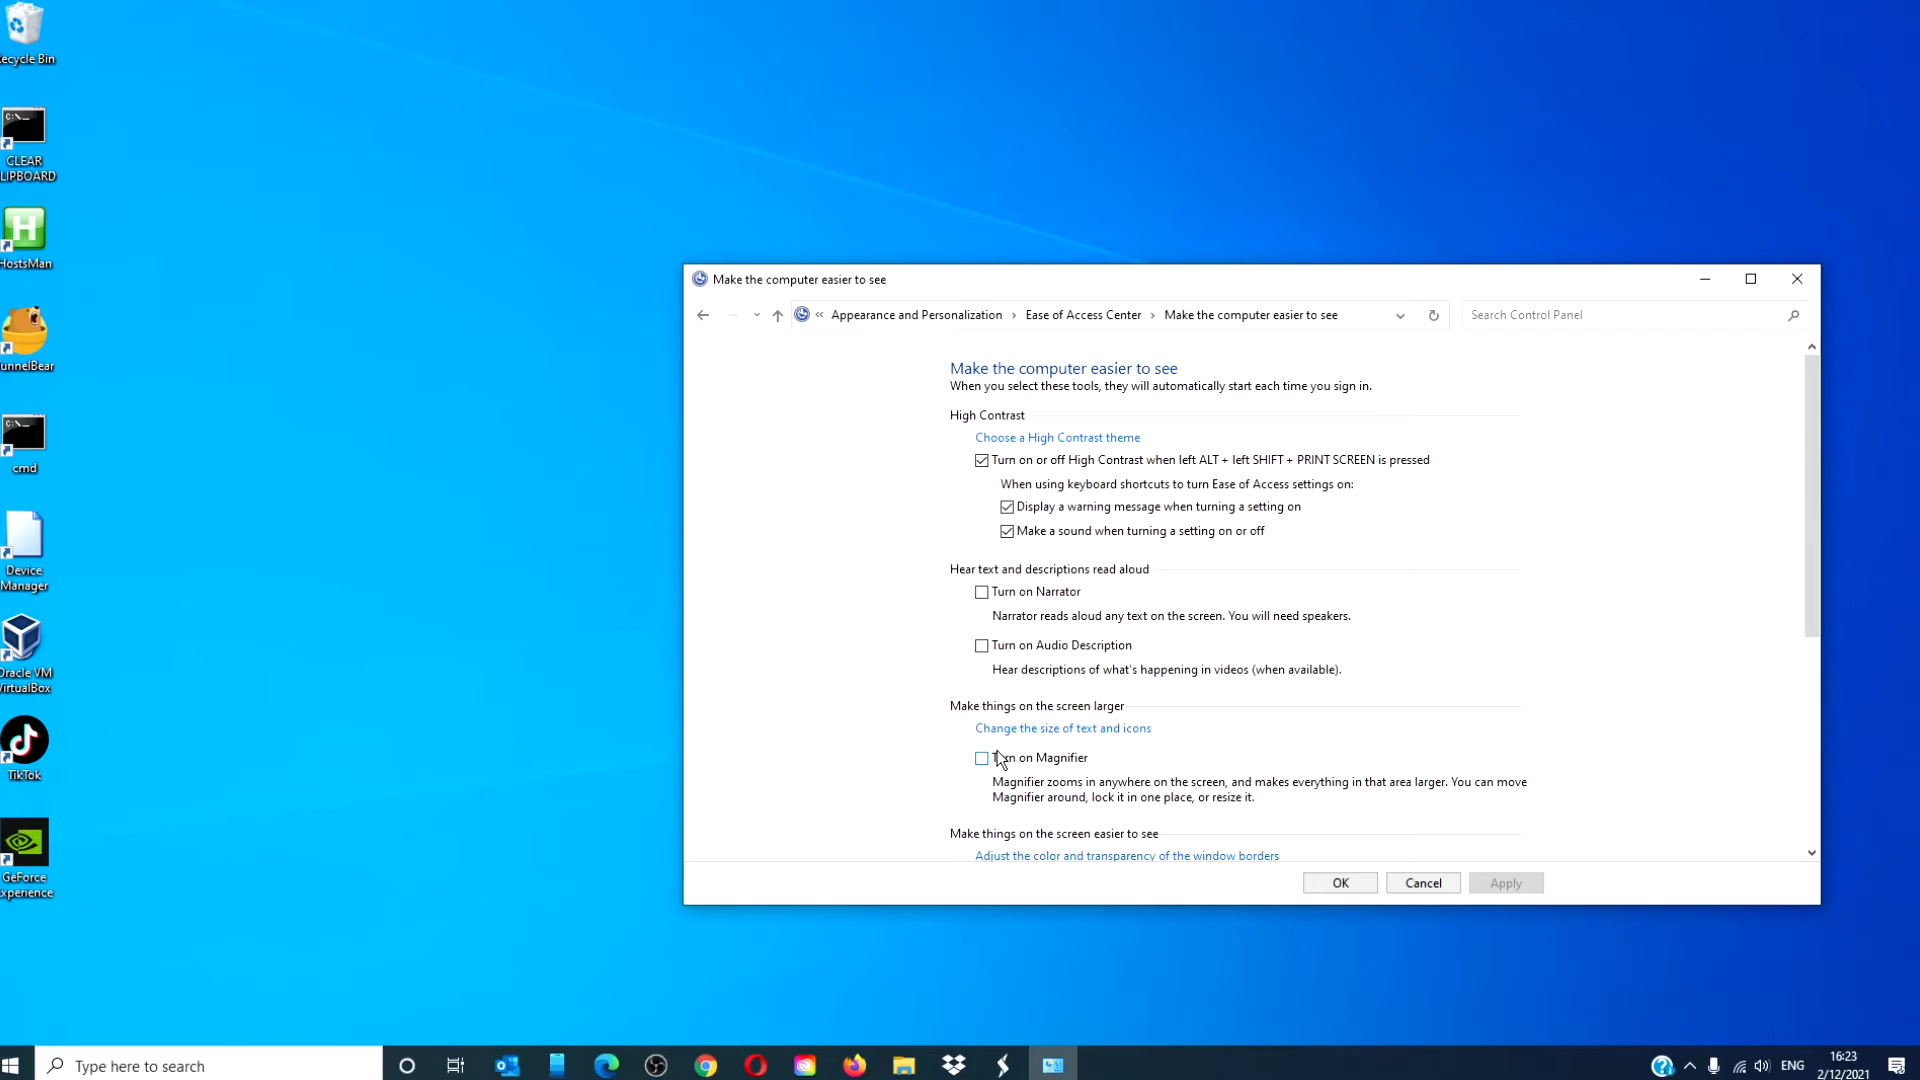 ecycle Bin
CLEAR
LIPBOARD
HostsMan
unnelBear
cmd
Device
Manager
Oracle VM
VirtualBox
TikTok
GeForce
xperience
Make the computer easier to see
« Appearance and Personalization › Ease of Access Center › Make the computer easier to see
Search Control Panel
Make the computer easier to see
When you select these tools, they will automatically start each time you sign in.
High Contrast
Choose a High Contrast theme
Turn on or off High Contrast when left ALT + left SHIFT + PRINT SCREEN is pressed
When using keyboard shortcuts to turn Ease of Access settings on:
Display a warning message when turning a setting on
Make a sound when turning a setting on or off
Hear text and descriptions read aloud
Turn on Narrator
Narrator reads aloud any text on the screen. You will need speakers.
Turn on Audio Description
Hear descriptions of what's happening in videos (when available).
Make things on the screen larger
Change the size of text and icons
Turn on Magnifier
Magnifier zooms in anywhere on the screen, and makes everything in that area larger. You can move
Magnifier around, lock it in one place, or resize it.
Make things on the screen easier to see
Adjust the color and transparency of the window borders
OK
Cancel
Apply
Type here to search
ENG
16:23
2/12/2021